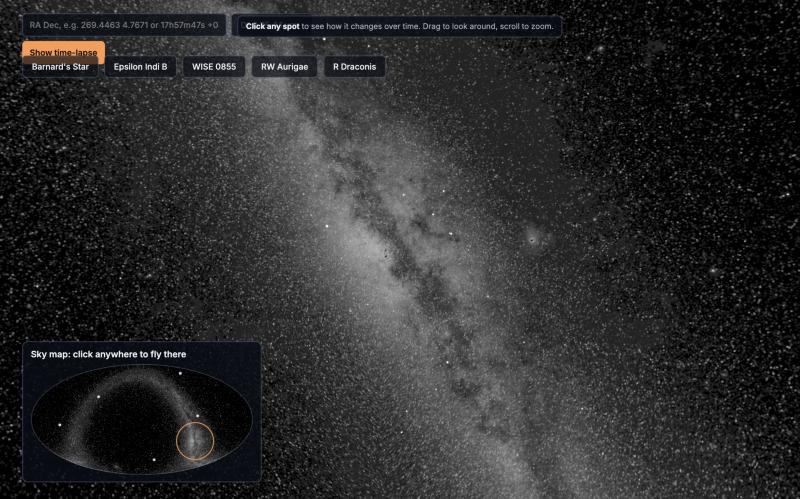 RA Dec, e.g. 269.4463 4.7671 or 17h57m47s +0
Click any spot to see how it changes over time. Drag to look around, scroll to zoom.
Show time-lapse
Barnard's Star
Epsilon Indi B
WISE 0855
RW Aurigae
R Draconis
Sky map: click anywhere to fly there